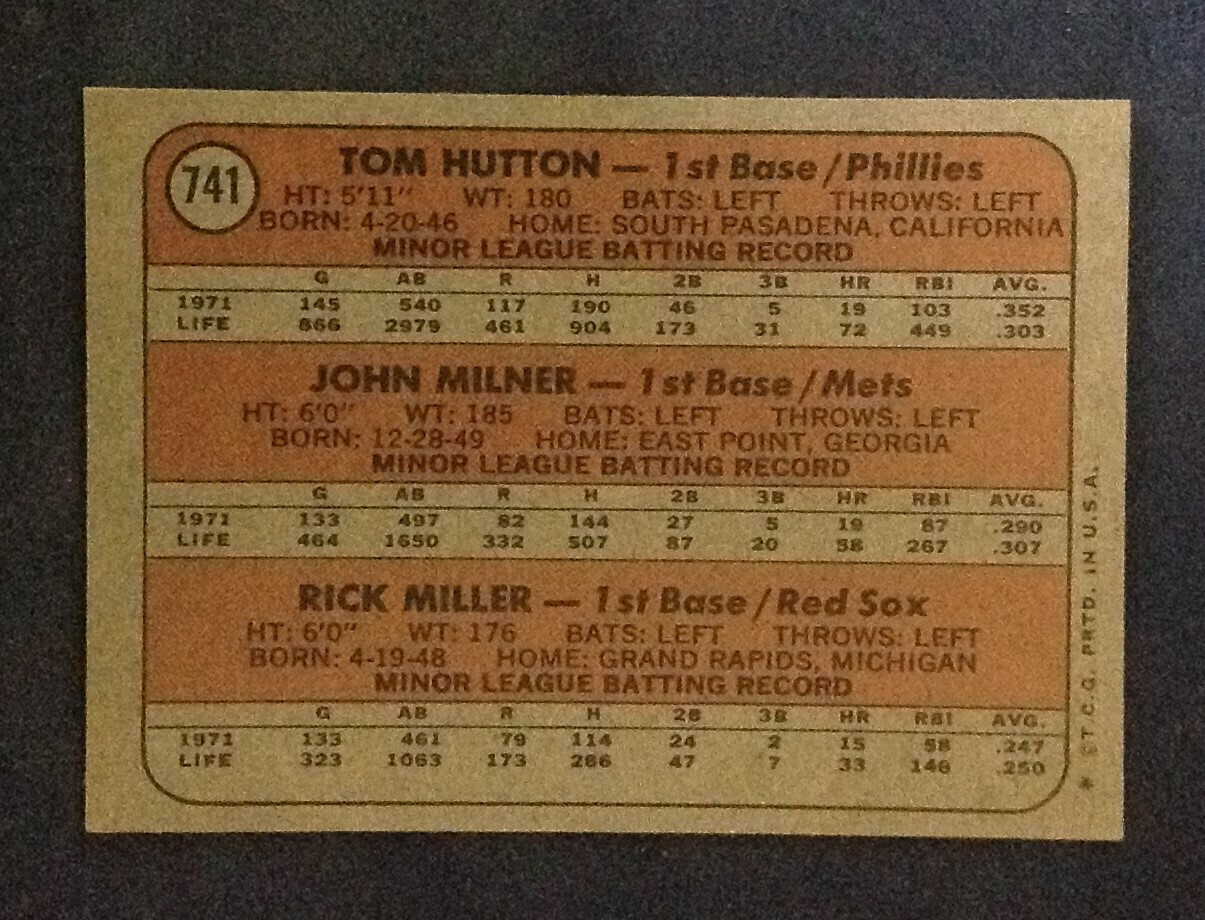 741
TOM HUTTON — 1st Base/Phillies
HT: 5'11" WT: 180 BATS: LEFT THROWS: LEFT
BORN: 4-20-46 HOME: SOUTH PASADENA, CALIFORNIA
MINOR LEAGUE BATTING RECORD
G AB R H 2B 3B HR RBI AVG.
1971 145 540 117 190 46 5 19 103 .352
LIFE 866 2979 461 904 173 31 72 449 .303
JOHN MILNER — 1st Base/Mets
HT: 6'0" WT: 185 BATS: LEFT THROWS: LEFT
BORN: 12-28-49 HOME: EAST POINT, GEORGIA
MINOR LEAGUE BATTING RECORD
G AB R H 2B 3B HR RBI AVG.
1971 133 497 82 144 27 5 19 87 .290
LIFE 464 1650 332 507 87 20 58 267 .307
RICK MILLER — 1st Base/Red Sox
HT: 6'0" WT: 176 BATS: LEFT THROWS: LEFT
BORN: 4-19-48 HOME: GRAND RAPIDS, MICHIGAN
MINOR LEAGUE BATTING RECORD
G AB R H 2B 3B HR RBI AVG.
1971 133 461 79 114 24 2 15 58 .247
LIFE 323 1063 173 266 47 7 33 146 .250
* ©T.C.G. PRTD. IN U.S.A.